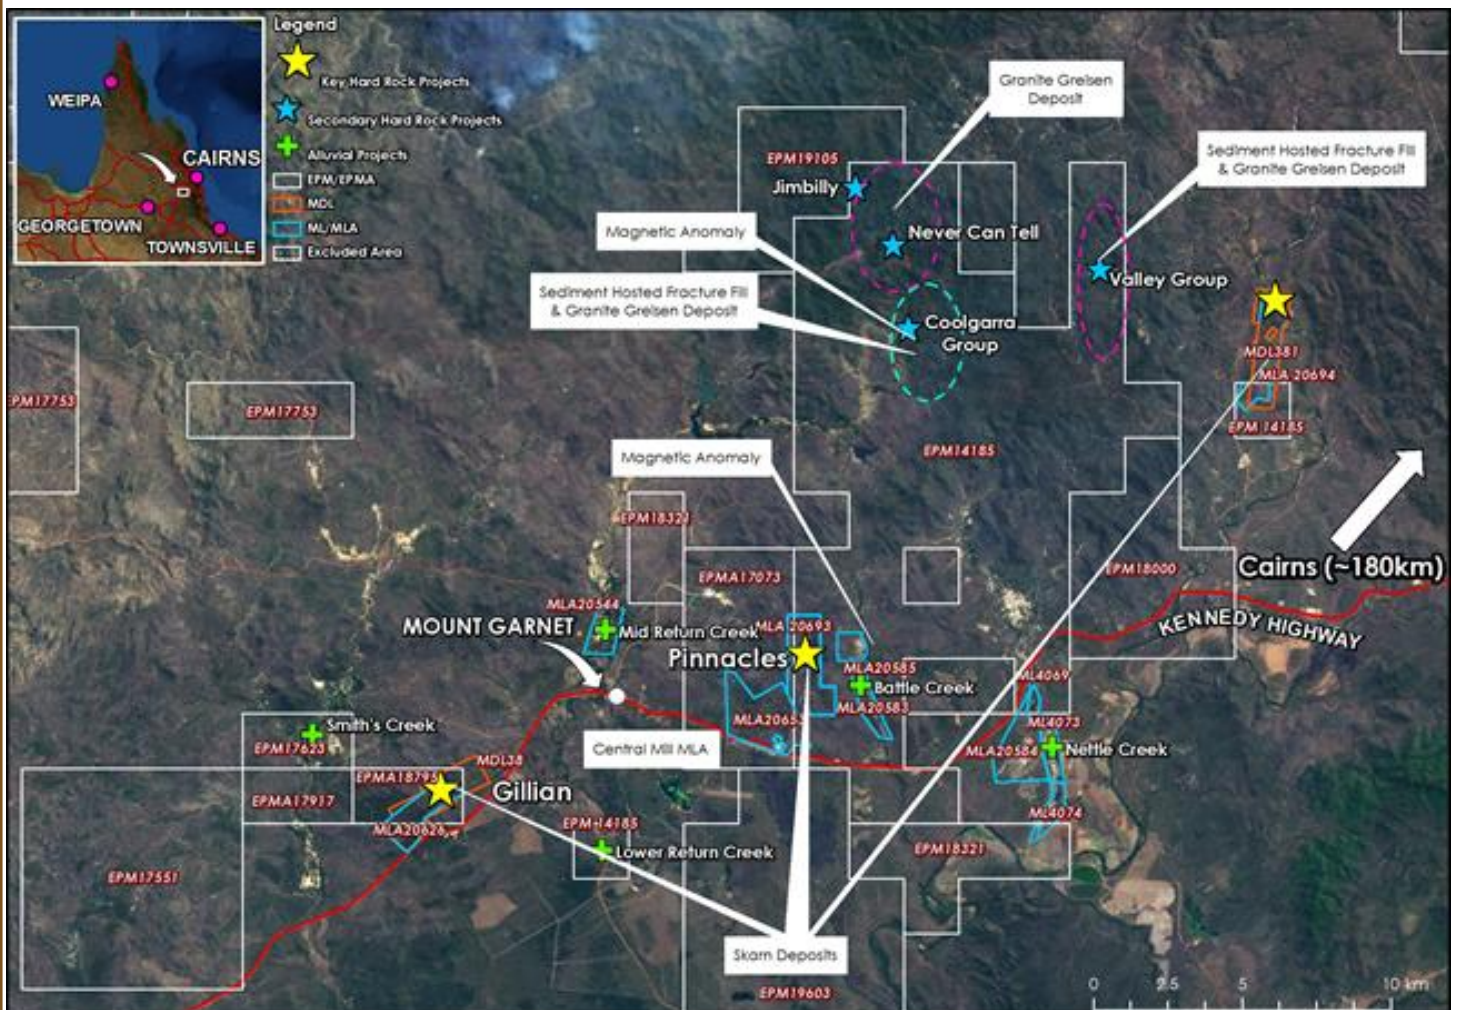 Legend
Key Hard Rock Projects
Secondary Hard Rock Projects
Alluvial Projects
EPM/EPMA
MDL
ML/MLA
Excluded Area
WEIPA
CAIRNS
GEORGETOWN
TOWNSVILLE
Granite Greisen
Deposit
EPM19105
Jimbilly
Sediment Hosted Fracture Fill
& Granite Greisen Deposit
Magnetic Anomaly
Never Can Tell
Valley Group
Sediment Hosted Fracture Fill
& Granite Greisen Deposit
Coolgarra
Group
MDL381
MLA 20694
EPM 14185
EPM17753
EPM17753
EPM14185
Magnetic Anomaly
EPM18321
EPMA17073
EPM18000
Cairns (~180km)
KENNEDY HIGHWAY
MLA20544
MOUNT GARNET
Mid Return Creek
MLA 20693
Pinnacles
MLA20585
Battle Creek
MLA20583
ML4069
ML4073
MLA20584
Nettle Creek
ML4074
MLA20655
Central Mill MLA
Smith's Creek
EPM17623
EPMA18795
MDL38
Gillian
EPMA17917
MLA20626
EPM 14185
Lower Return Creek
EPM18321
EPM17551
Skarn Deposits
EPM19603
0 2.5 5 10 km